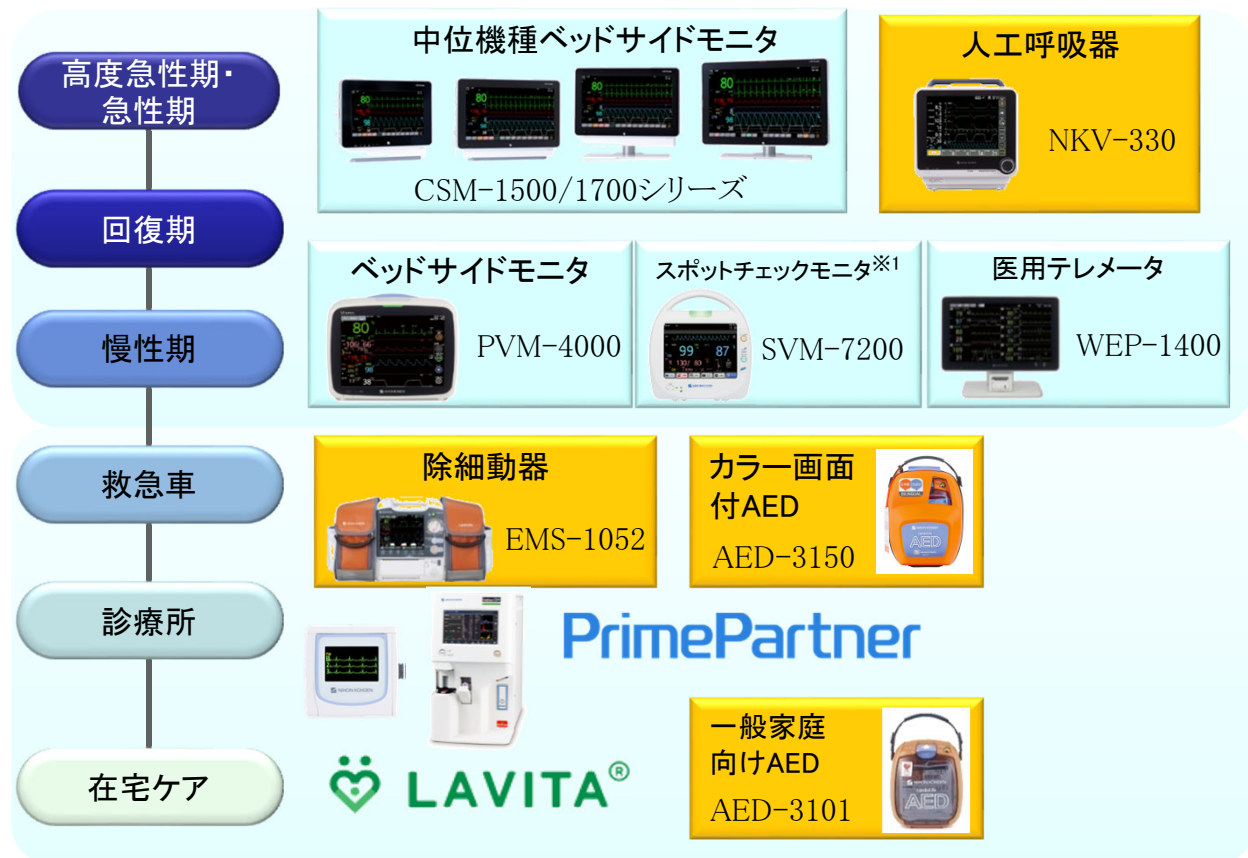 高度急性期・
急性期
回復期
慢性期
救急車
診療所
在宅ケア
中位機種ベッドサイドモニタ
CSM-1500/1700シリーズ
人工呼吸器
NKV-330
ベッドサイドモニタ
PVM-4000
スポットチェックモニタ※1
SVM-7200
医用テレメータ
WEP-1400
除細動器
EMS-1052
カラー画面
付AED
AED-3150
AED
NIHON KOHDEN
PrimePartner
LAVITA®
一般家庭
向けAED
AED-3101
AED